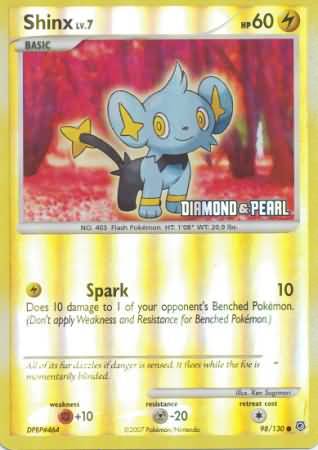 Shinx LV.7 HP 60
BASIC
DIAMOND & PEARL
NO. 403 Flash Pokémon. HT: 1'08" WT: 20.9 lbs.
Spark 10
Does 10 damage to 1 of your opponent's Benched Pokémon.
(Don't apply Weakness and Resistance for Benched Pokémon.)
All of its fur dazzles if danger is sensed. It flees while the foe is
momentarily blinded.
Illus. Ken Sugimori
weakness resistance retreat cost
+10 -20
DPBP#464 ©2007 Pokémon/Nintendo 98/130